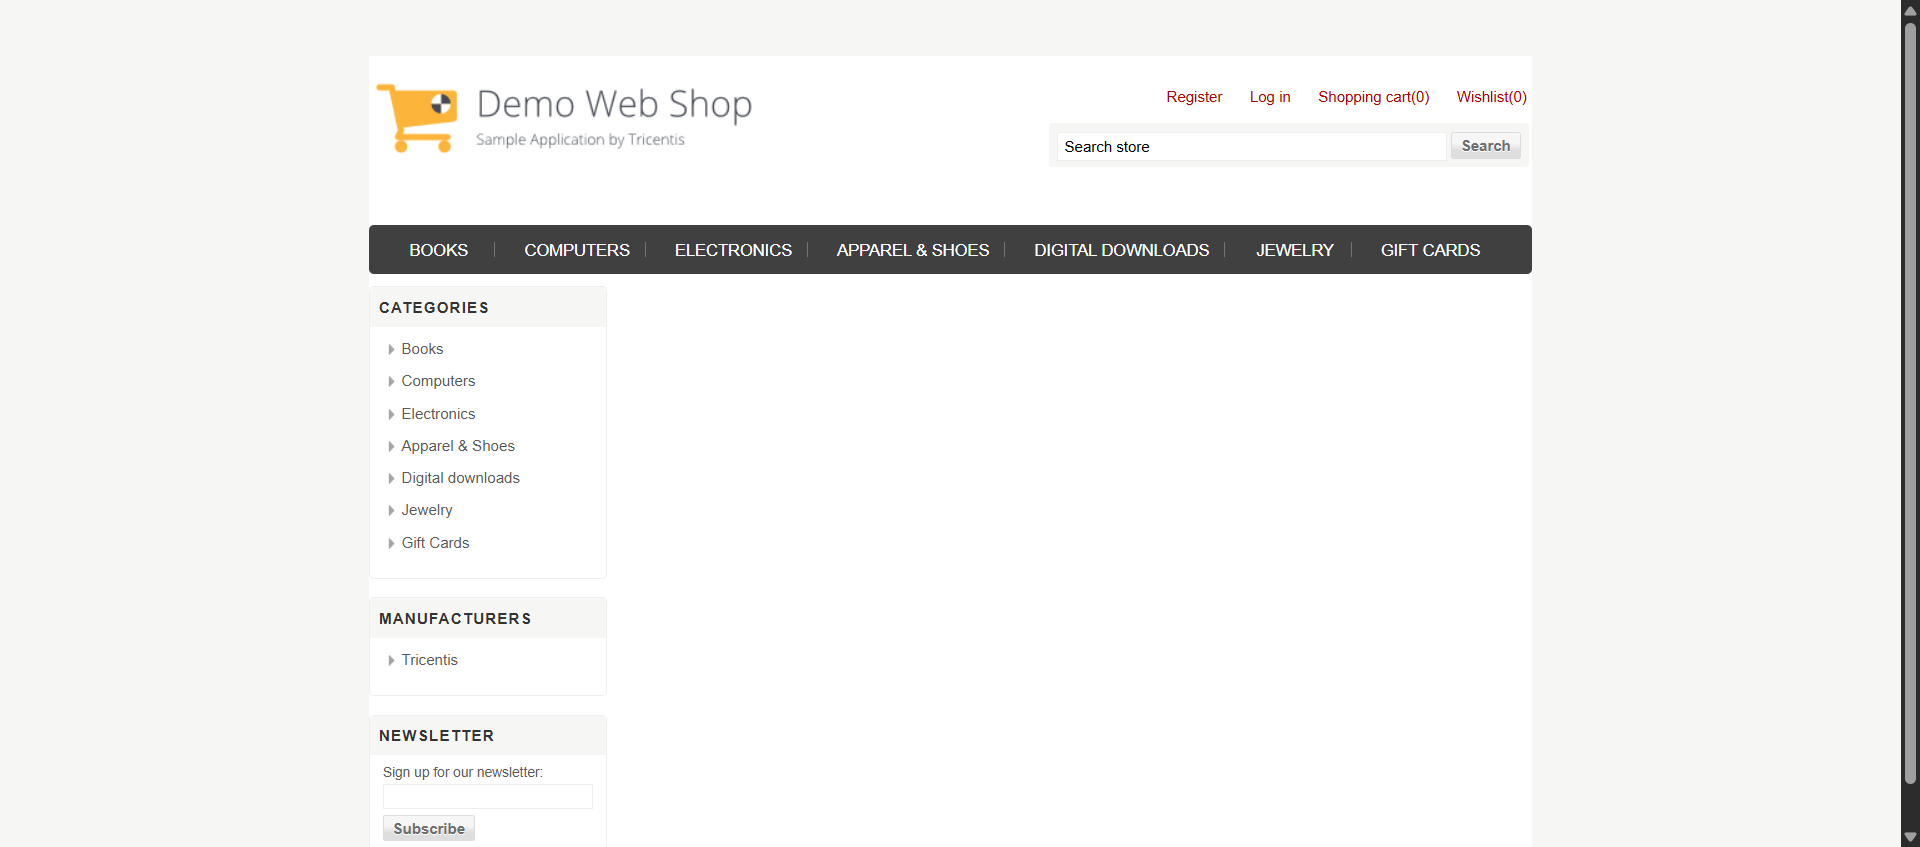 Demo Web Shop
Sample Application by Tricentis
Register Log in Shopping cart(0) Wishlist(0)
Search store Search
BOOKS COMPUTERS ELECTRONICS APPAREL & SHOES DIGITAL DOWNLOADS JEWELRY GIFT CARDS
CATEGORIES
Books
Computers
Electronics
Apparel & Shoes
Digital downloads
Jewelry
Gift Cards
MANUFACTURERS
Tricentis
NEWSLETTER
Sign up for our newsletter:
Subscribe